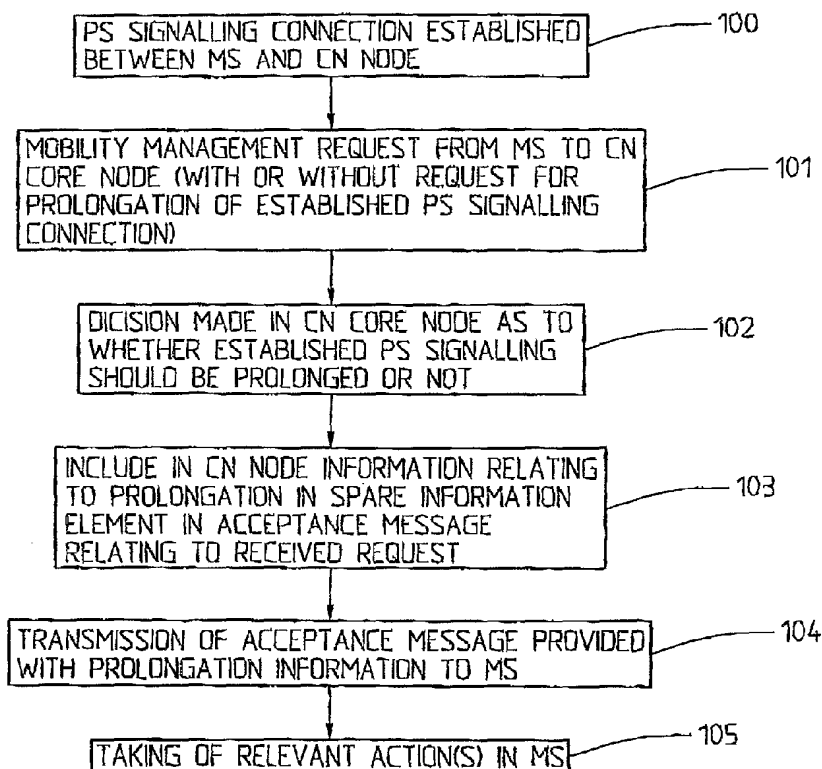 PS SIGNALLING CONNECTION ESTABLISHED
BETWEEN MS AND CN NODE
100
MOBILITY MANAGEMENT REQUEST FROM MS TO CN
CORE NODE (WITH OR WITHOUT REQUEST FOR
PROLONGATION OF ESTABLISHED PS SIGNALLING
CONNECTION)
101
DICISION MADE IN CN CORE NODE AS TO
WHETHER ESTABLISHED PS SIGNALLING
SHOULD BE PROLONGED OR NOT
102
INCLUDE IN CN NODE INFORMATION RELATING
TO PROLONGATION IN SPARE INFORMATION
ELEMENT IN ACCEPTANCE MESSAGE
RELATING TO RECEIVED REQUEST
103
TRANSMISSION OF ACCEPTANCE MESSAGE PROVIDED
WITH PROLONGATION INFORMATION TO MS
104
TAKING OF RELEVANT ACTION(S) IN MS
105